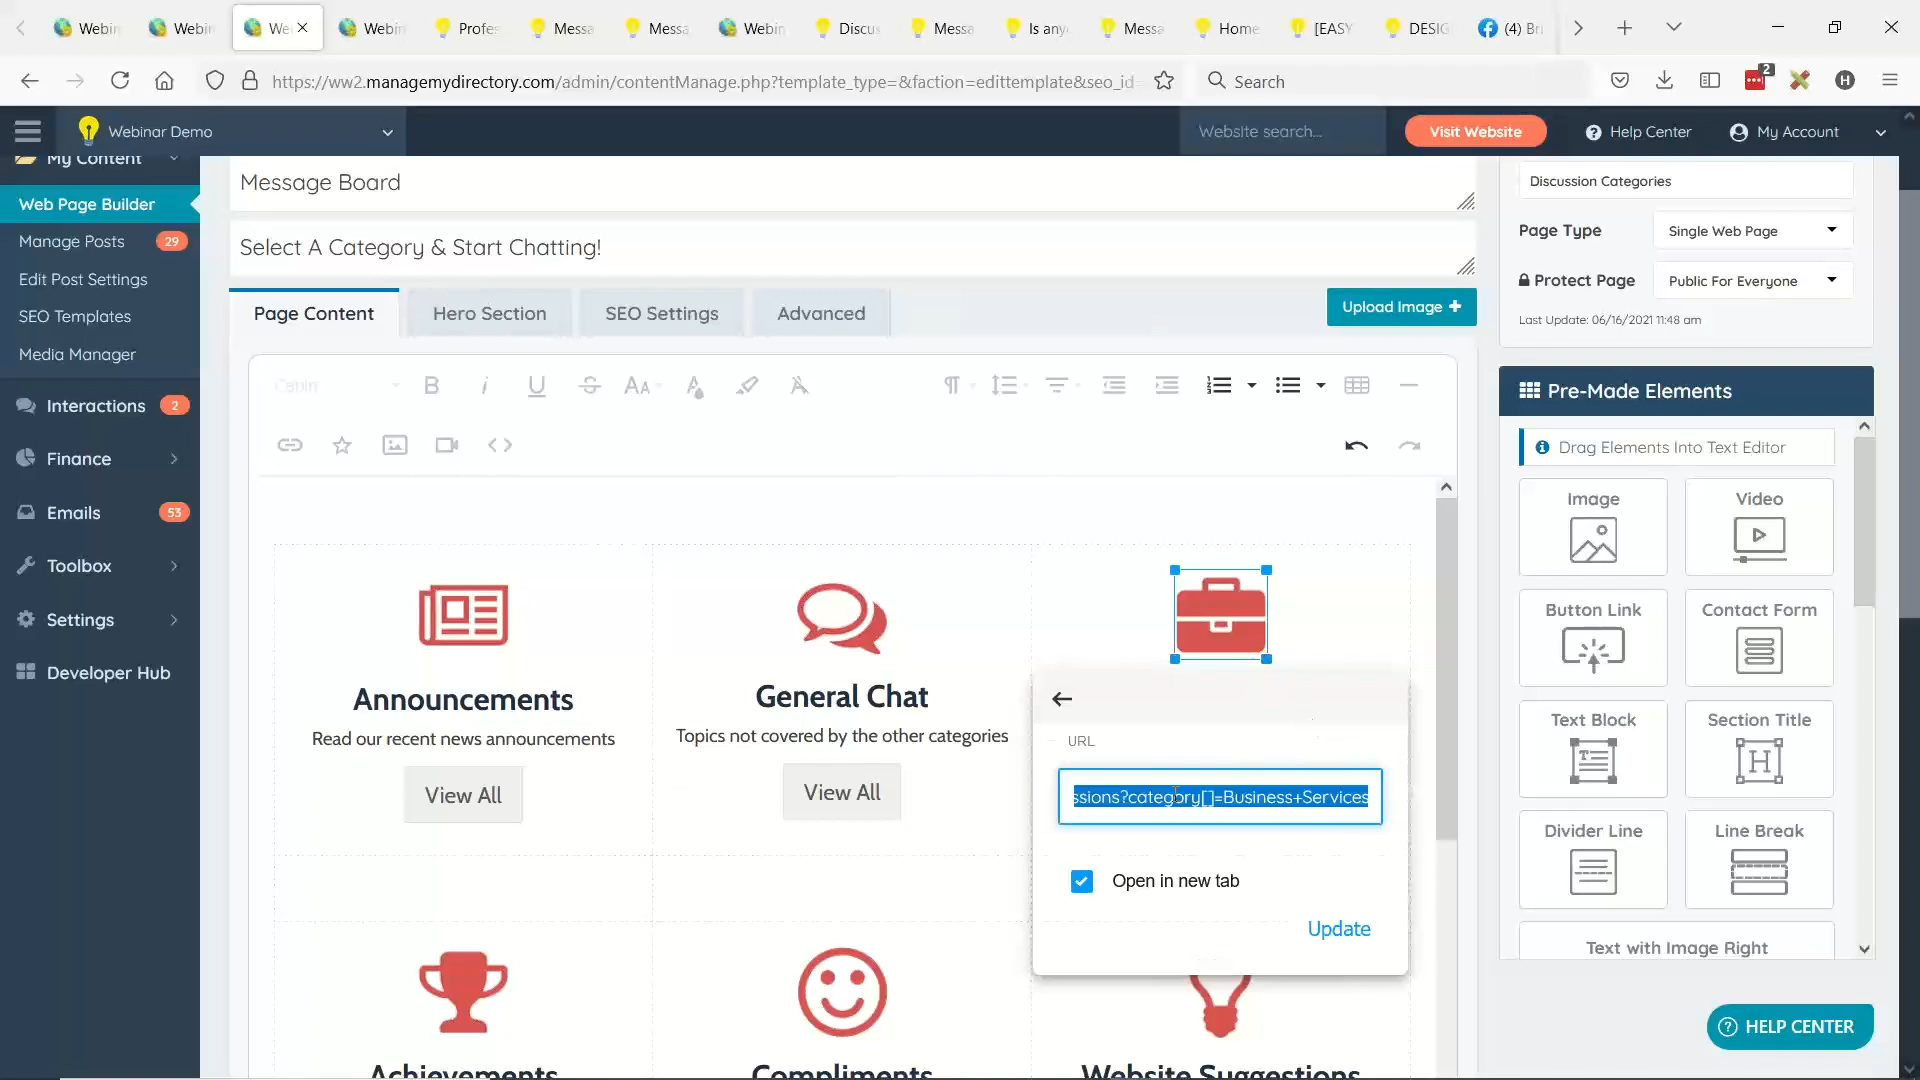 Webin
Webin
We
Webin
Profes
Messa
Messa
Webin
Discus
Messa
Is any
Messa
Home
[EASY
DESIG
(4) Br
https://ww2.managemydirectory.com/admin/contentManage.php?template_type=&faction=edittemplate&seo_id
Search
2
H
Webinar Demo
Website search...
Visit Website
Help Center
My Account
My Content
Web Page Builder
Manage Posts 29
Edit Post Settings
SEO Templates
Media Manager
Interactions 2
Finance
Emails 53
Toolbox
Settings
Developer Hub
Message Board
Select A Category & Start Chatting!
Page Content
Hero Section
SEO Settings
Advanced
Upload Image +
Cabin
Announcements
Read our recent news announcements
View All
General Chat
Topics not covered by the other categories
View All
URL
ssions?category[]=Business+Services
Open in new tab
Update
Achievements
Compliments
Website Suggestions
Discussion Categories
Page Type
Single Web Page
Protect Page
Public For Everyone
Last Update: 06/16/2021 11:48 am
Pre-Made Elements
Drag Elements Into Text Editor
Image
Video
Button Link
Contact Form
Text Block
Section Title
Divider Line
Line Break
Text with Image Right
HELP CENTER